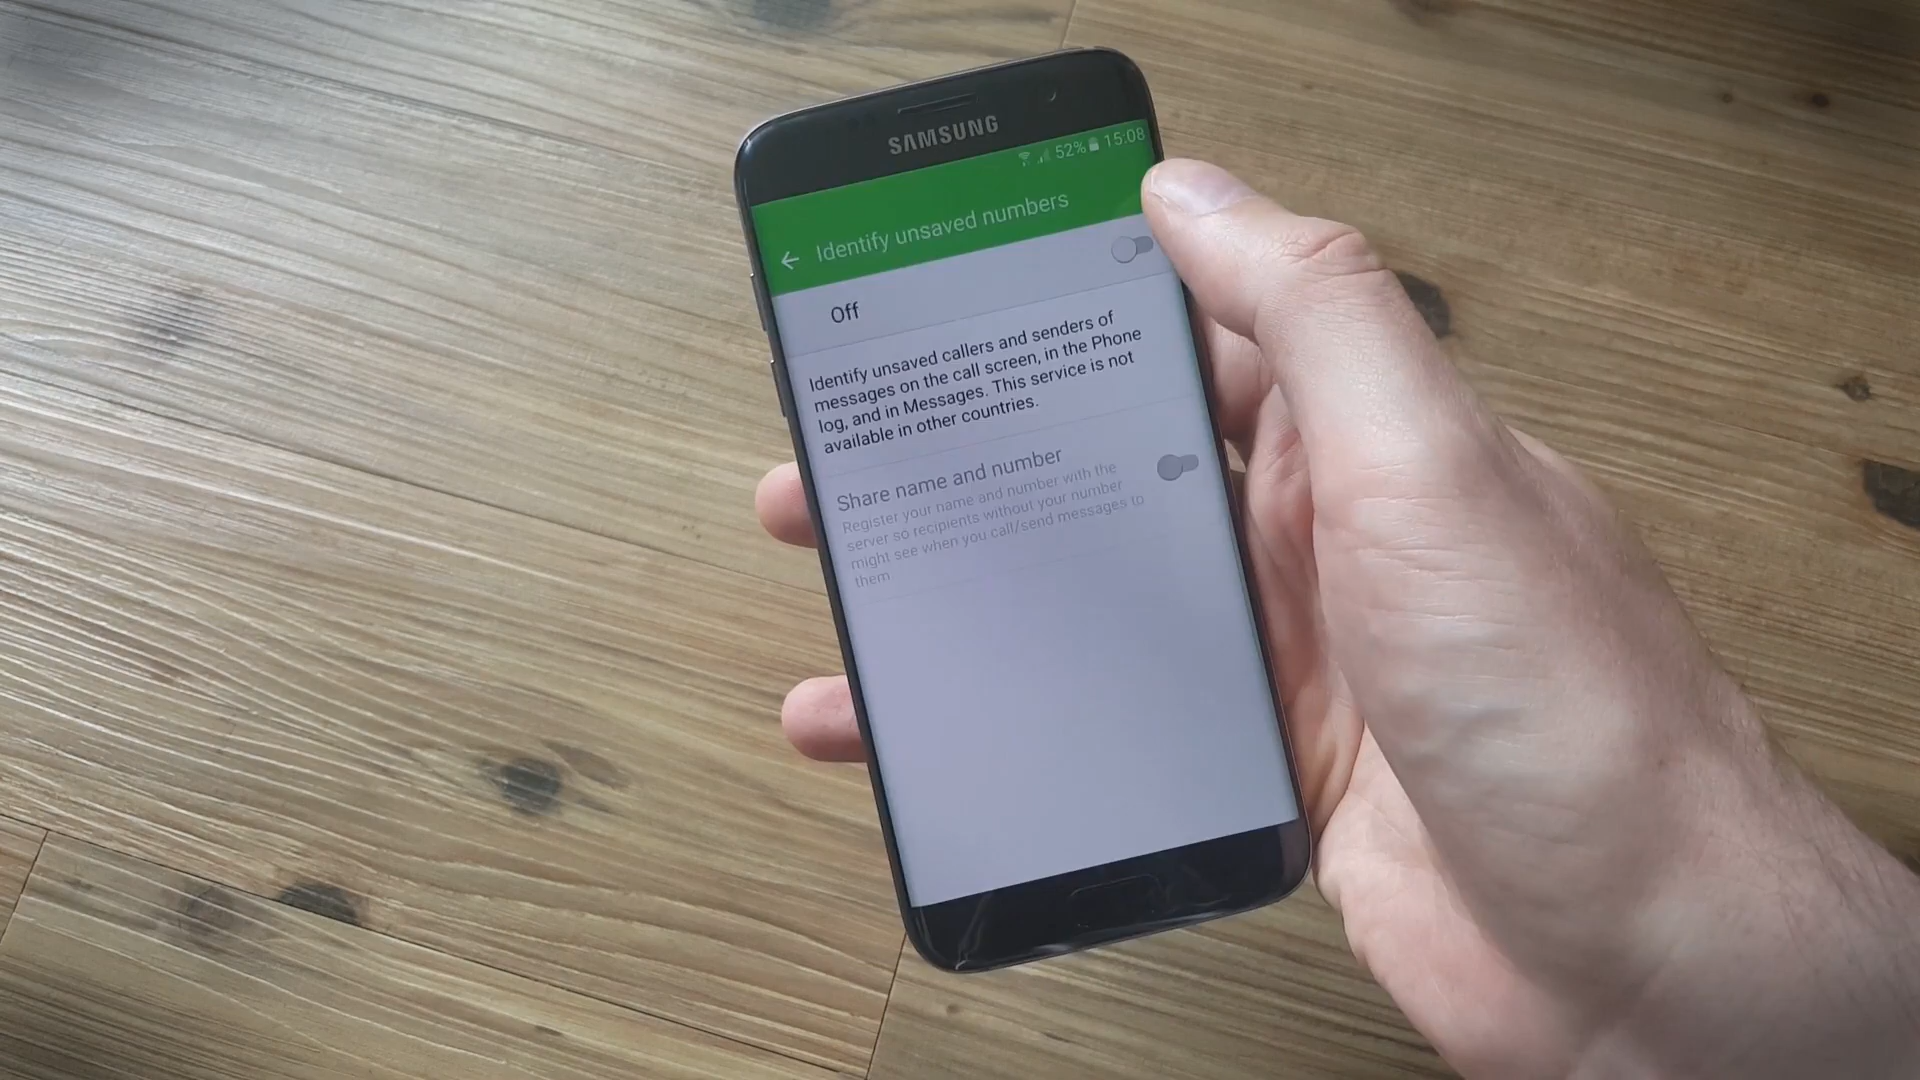 SAMSUNG
52% 15:08
Identify unsaved numbers
Off
Identify unsaved callers and senders of
messages on the call screen, in the Phone
log, and in Messages. This service is not
available in other countries.
Share name and number
Register your name and number with the
server so recipients without your number
might see when you call/send messages to
them.